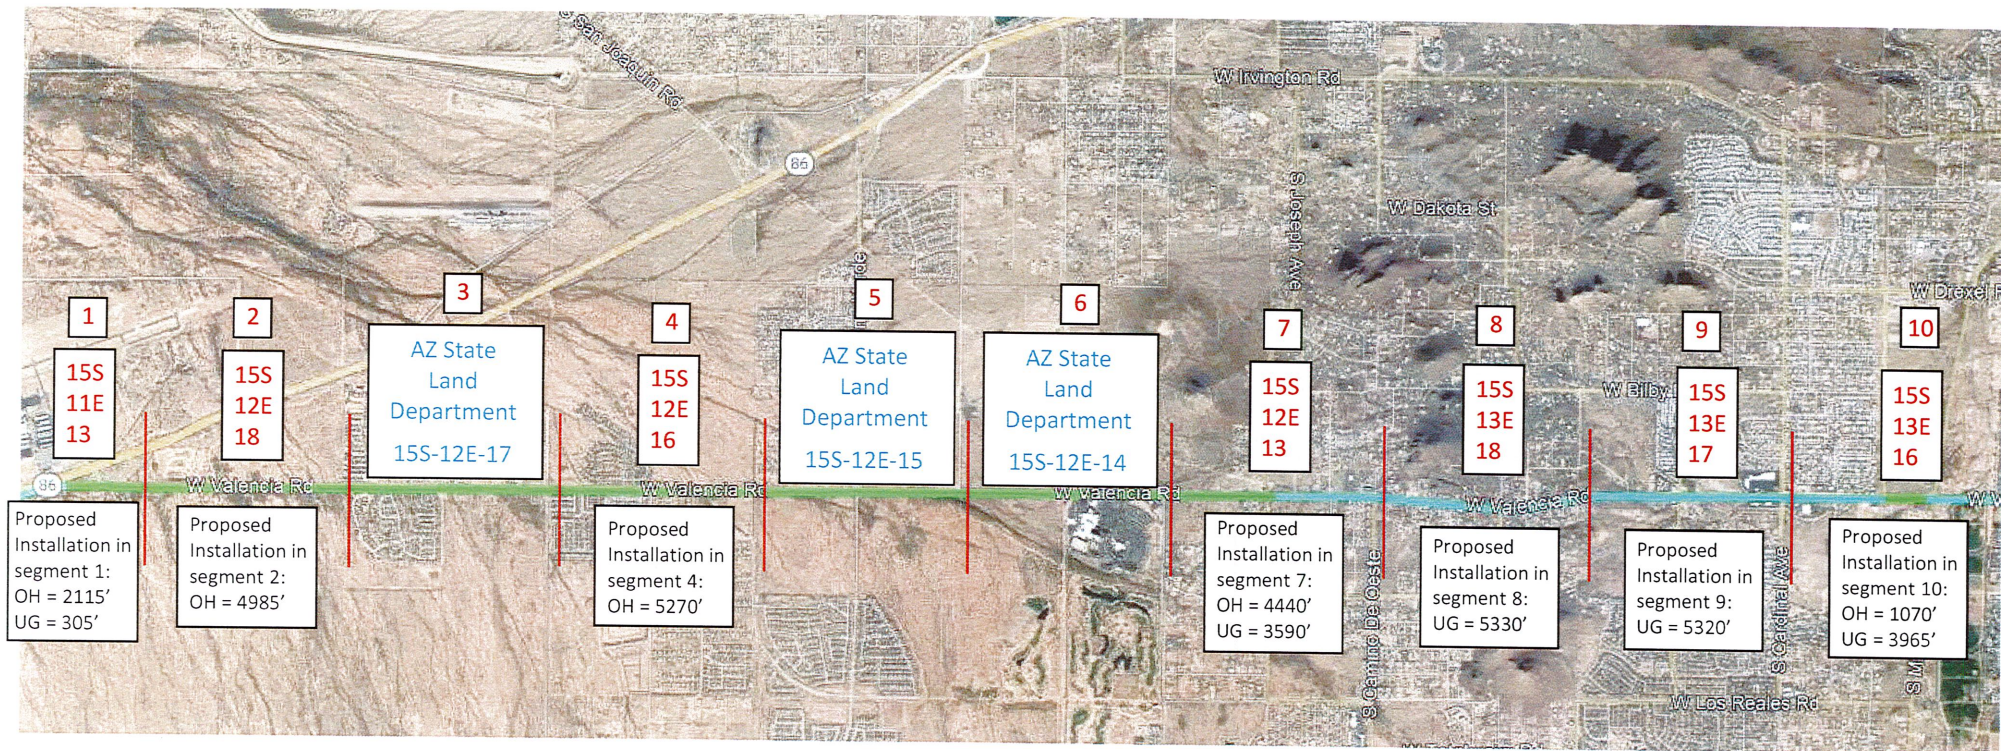 S San Joaquin Rd
W Irvington Rd
86
S Joseph Ave
W Dakota St
W Drexel
1
2
3
4
5
6
7
8
9
10
15S
11E
13
15S
12E
18
AZ State
Land
Department
15S-12E-17
15S
12E
16
AZ State
Land
Department
15S-12E-15
AZ State
Land
Department
15S-12E-14
15S
12E
13
15S
13E
18
W Bilby
15S
13E
17
15S
13E
16
86
W Valencia Rd
W Valencia Rd
W Valencia Rd
W Valencia Rd
Proposed
Installation in
segment 1:
OH = 2115’
UG = 305’
Proposed
Installation in
segment 2:
OH = 4985’
Proposed
Installation in
segment 4:
OH = 5270’
Proposed
Installation in
segment 7:
OH = 4440’
UG = 3590’
S Camino De Oeste
Proposed
Installation in
segment 8:
UG = 5330’
Proposed
Installation in
segment 9:
UG = 5320’
S Cardinal Ave
Proposed
Installation in
segment 10:
OH = 1070’
UG = 3965’
W Los Reales Rd